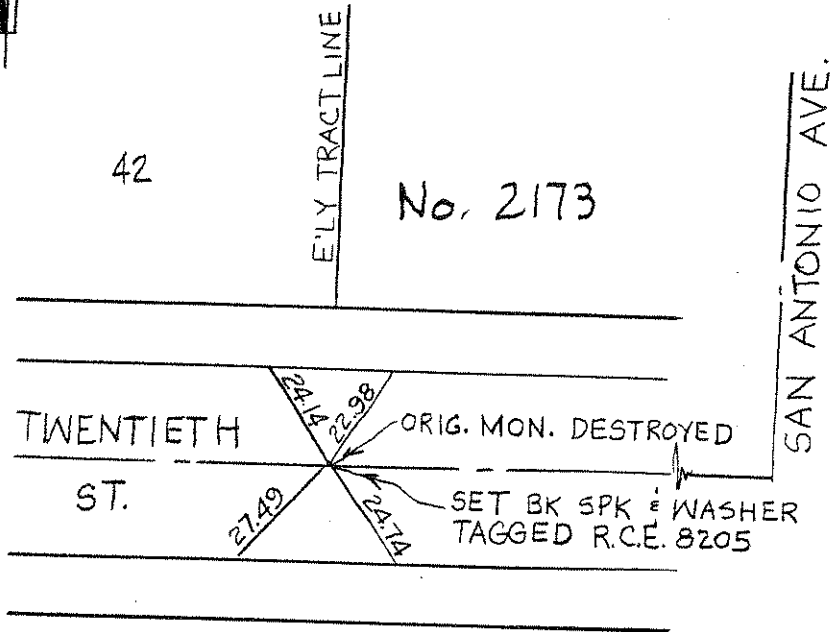 E'LY TRACT LINE
42
No. 2173
SAN ANTONIO AVE.
24.14
22.98
TWENTIETH
ST.
ORIG. MON. DESTROYED
27.49
24.74
SET BK SPK & WASHER
TAGGED R.C.E. 8205